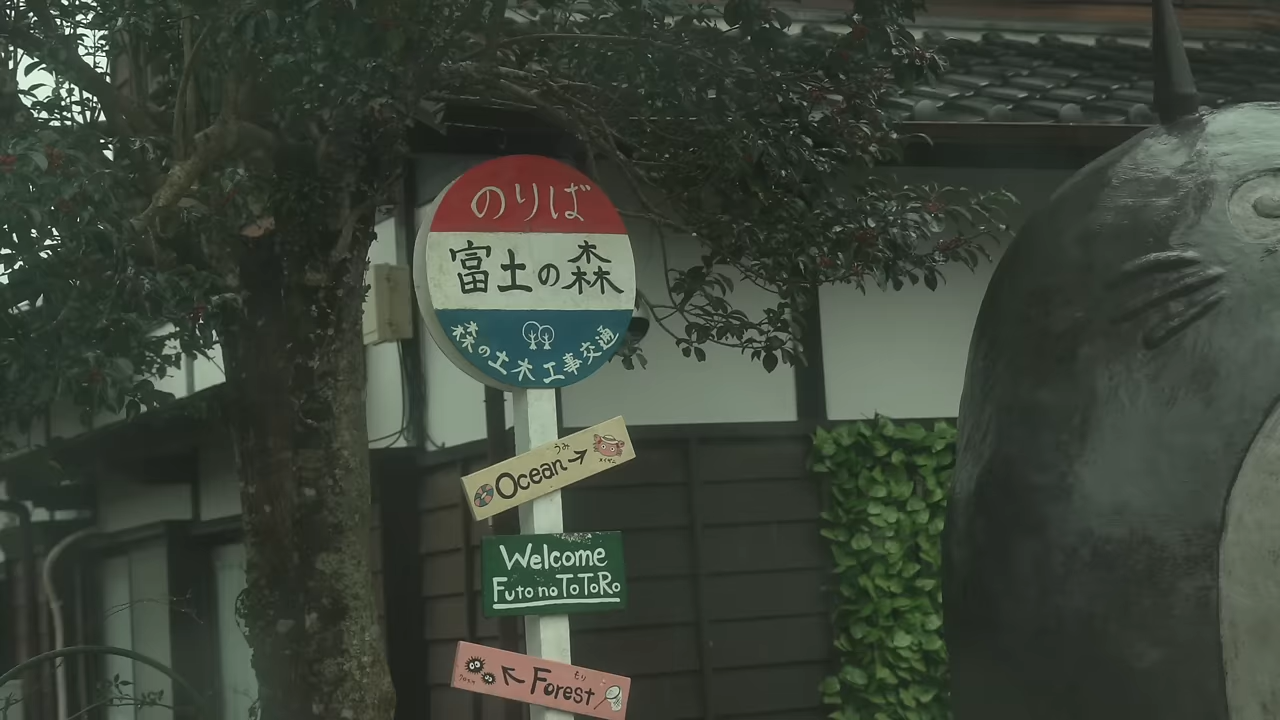 のりば
富士の森
森の土木工事交通
うみ
Ocean→
Welcome
Futo no ToToRo
もり
↖Forest